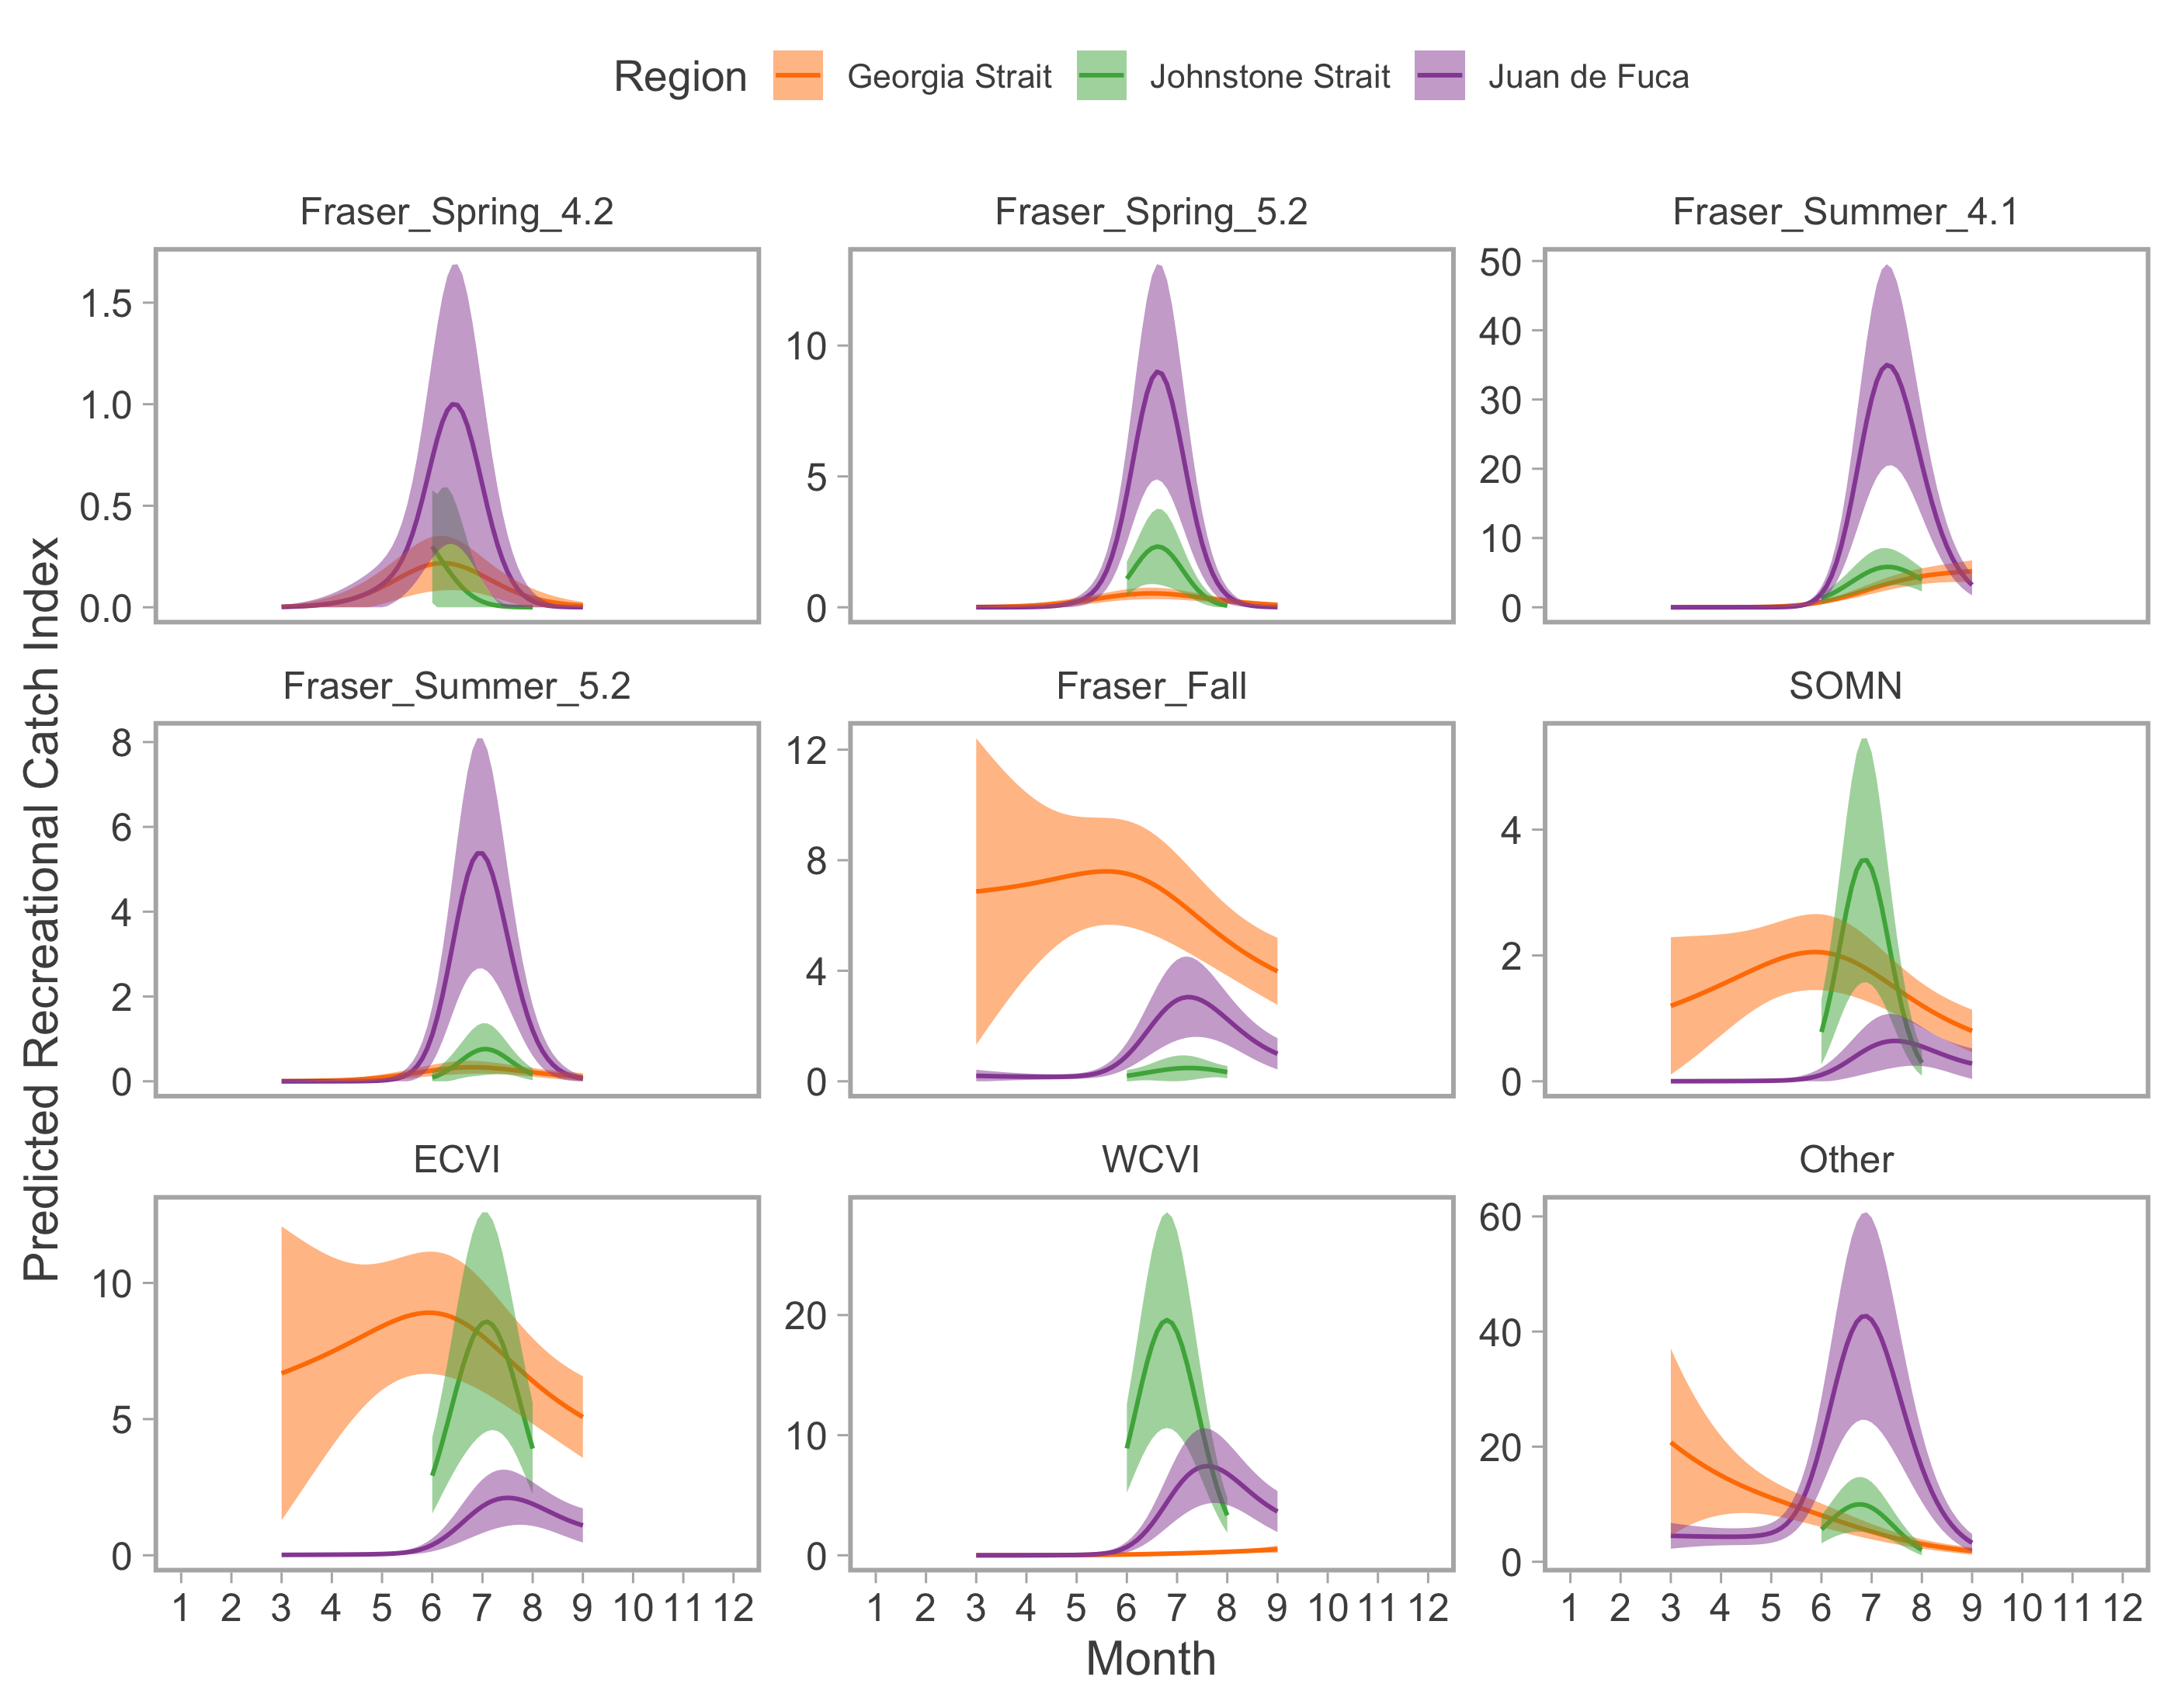 Region Georgia Strait Johnstone Strait Juan de Fuca
Predicted Recreational Catch Index
Fraser_Spring_4.2
1.5
1.0
0.5
0.0
Fraser_Spring_5.2
10
5
0
Fraser_Summer_4.1
50
40
30
20
10
0
Fraser_Summer_5.2
8
6
4
2
0
Fraser_Fall
12
8
4
0
SOMN
4
2
0
ECVI
10
5
0
1 2 3 4 5 6 7 8 9 10 11 12
WCVI
20
10
0
1 2 3 4 5 6 7 8 9 10 11 12
Other
60
40
20
0
1 2 3 4 5 6 7 8 9 10 11 12
Month